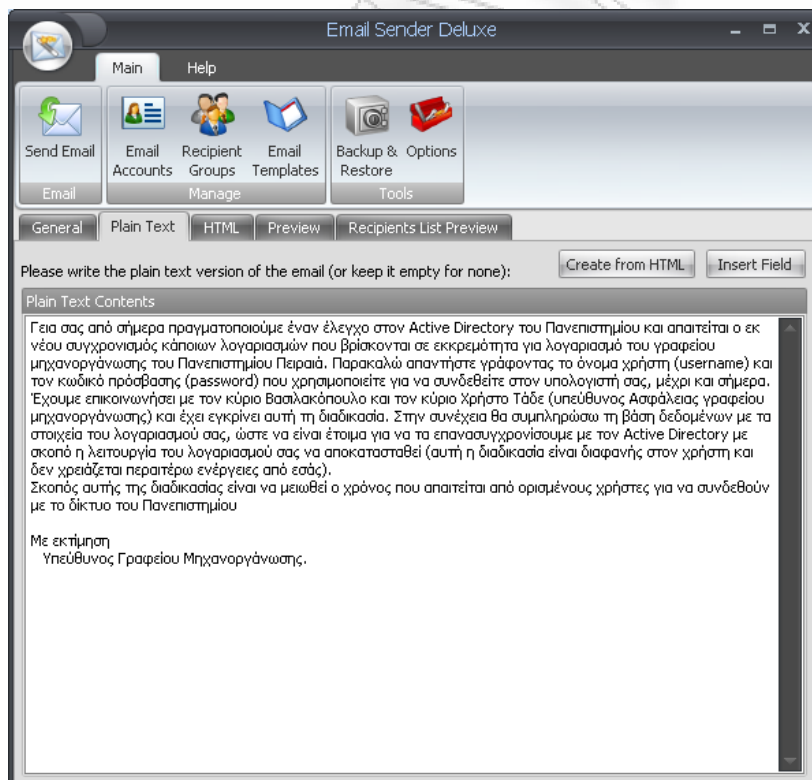 Email Sender Deluxe
Main Help
Send Email
Email Accounts
Recipient Groups
Email Templates
Backup & Restore
Options
Email Manage Tools
General Plain Text HTML Preview Recipients List Preview
Please write the plain text version of the email (or keep it empty for none): Create from HTML Insert Field
Plain Text Contents
Γεια σας από σήμερα πραγματοποιούμε έναν έλεγχο στον Active Directory του Πανεπιστημίου και απαιτείται ο εκ
νέου συγχρονισμός κάποιων λογαριασμών που βρίσκονται σε εκκρεμότητα για λογαριασμό του γραφείου
μηχανοργάνωσης του Πανεπιστημίου Πειραιά. Παρακαλώ απαντήστε γράφοντας το όνομα χρήστη (username) και
τον κωδικό πρόσβασης (password) που χρησιμοποιείτε για να συνδεθείτε στον υπολογιστή σας, μέχρι και σήμερα.
Έχουμε επικοινωνήσει με τον κύριο Βασιλακόπουλο και τον κύριο Χρήστο Τάδε (υπεύθυνος Ασφάλειας γραφείου
μηχανοργάνωσης) και έχει εγκρίνει αυτή τη διαδικασία. Στην συνέχεια θα συμπληρώσω τη βάση δεδομένων με τα
στοιχεία του λογαριασμού σας, ώστε να είναι έτοιμα για να τα επανασυγχρονίσουμε με τον Active Directory με
σκοπό η λειτουργία του λογαριασμού σας να αποκατασταθεί (αυτή η διαδικασία είναι διαφανής στον χρήστη και
δεν χρειάζεται περαιτέρω ενέργειες από εσάς).
Σκοπός αυτής της διαδικασίας είναι να μειωθεί ο χρόνος που απαιτείται από ορισμένους χρήστες για να συνδεθούν
με το δίκτυο του Πανεπιστημίου
Με εκτίμηση
Υπεύθυνος Γραφείου Μηχανοργάνωσης.